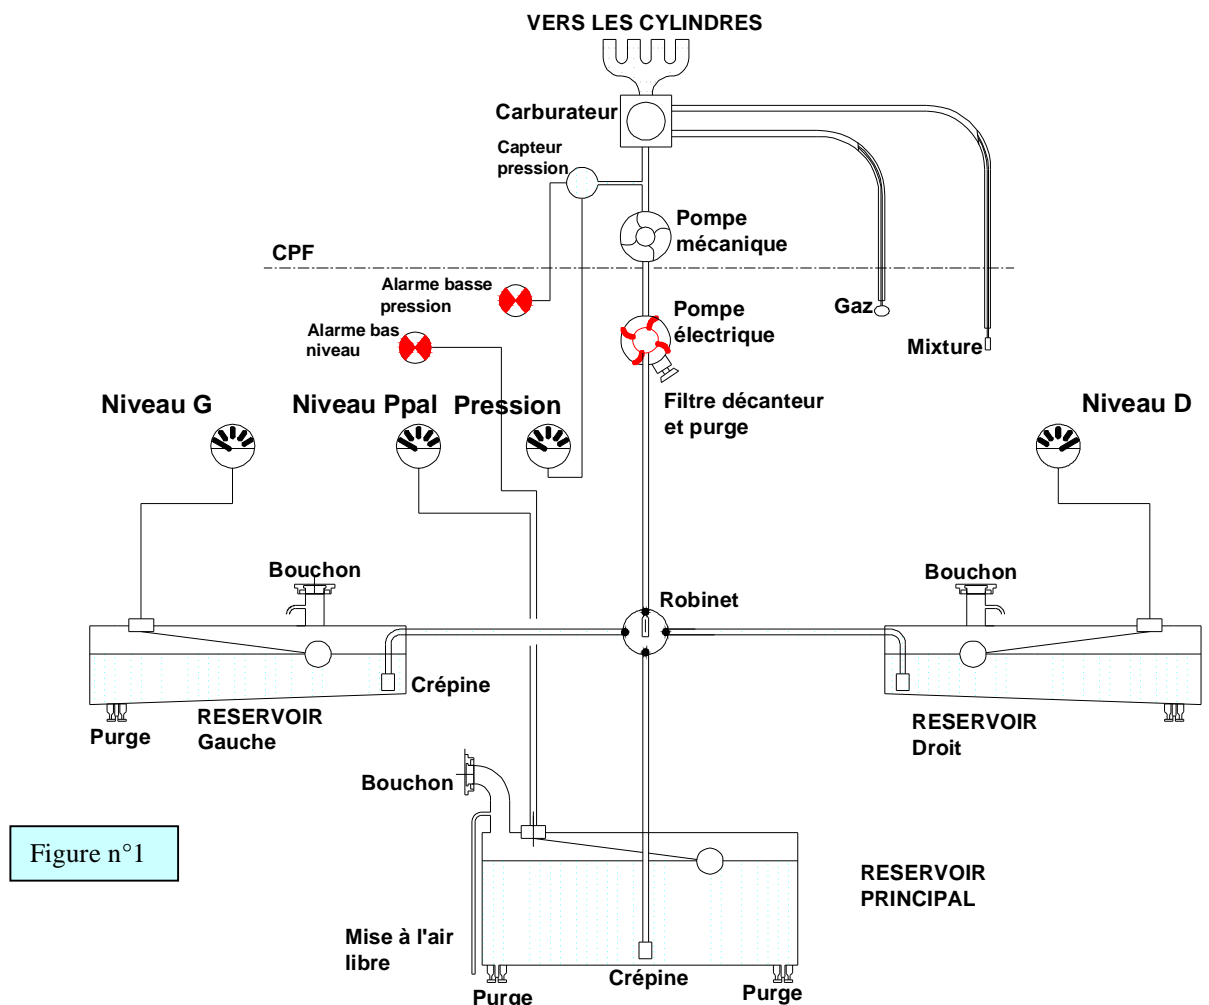 VERS LES CYLINDRES
Carburateur
Capteur
pression
Pompe
mécanique
CPF
Alarme basse
pression
Pompe
électrique
Gaz
Alarme bas
niveau
Mixture
Niveau G
Niveau Ppal
Pression
Filtre décanteur
et purge
Niveau D
Bouchon
Robinet
Bouchon
Crépine
RESERVOIR
Gauche
Purge
RESERVOIR
Droit
Bouchon
Figure n°1
RESERVOIR
PRINCIPAL
Mise à l'air
libre
Crépine
Purge
Purge